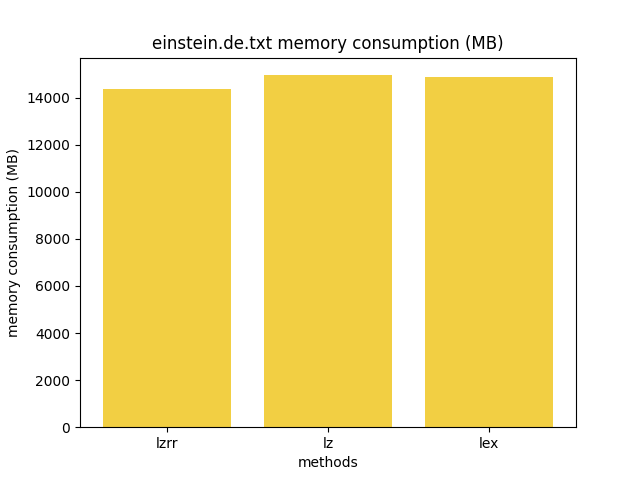 einstein.de.txt memory consumption (MB)
memory consumption (MB)
14000
12000
10000
8000
6000
4000
2000
0
lzrr lz lex
methods